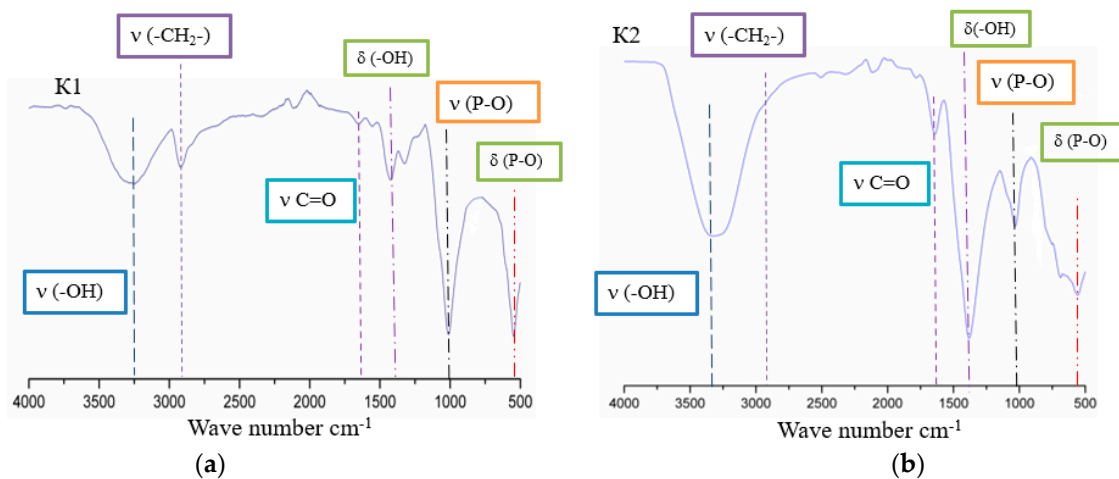 K1
ν (-CH2-)
δ (-OH)
ν (P-O)
δ (P-O)
ν C=O
ν (-OH)
4000 3500 3000 2500 2000 1500 1000 500
Wave number cm-1
(a)
K2
ν (-CH2-)
δ(-OH)
ν (P-O)
δ (P-O)
ν C=O
ν (-OH)
4000 3500 3000 2500 2000 1500 1000 500
Wave number cm-1
(b)